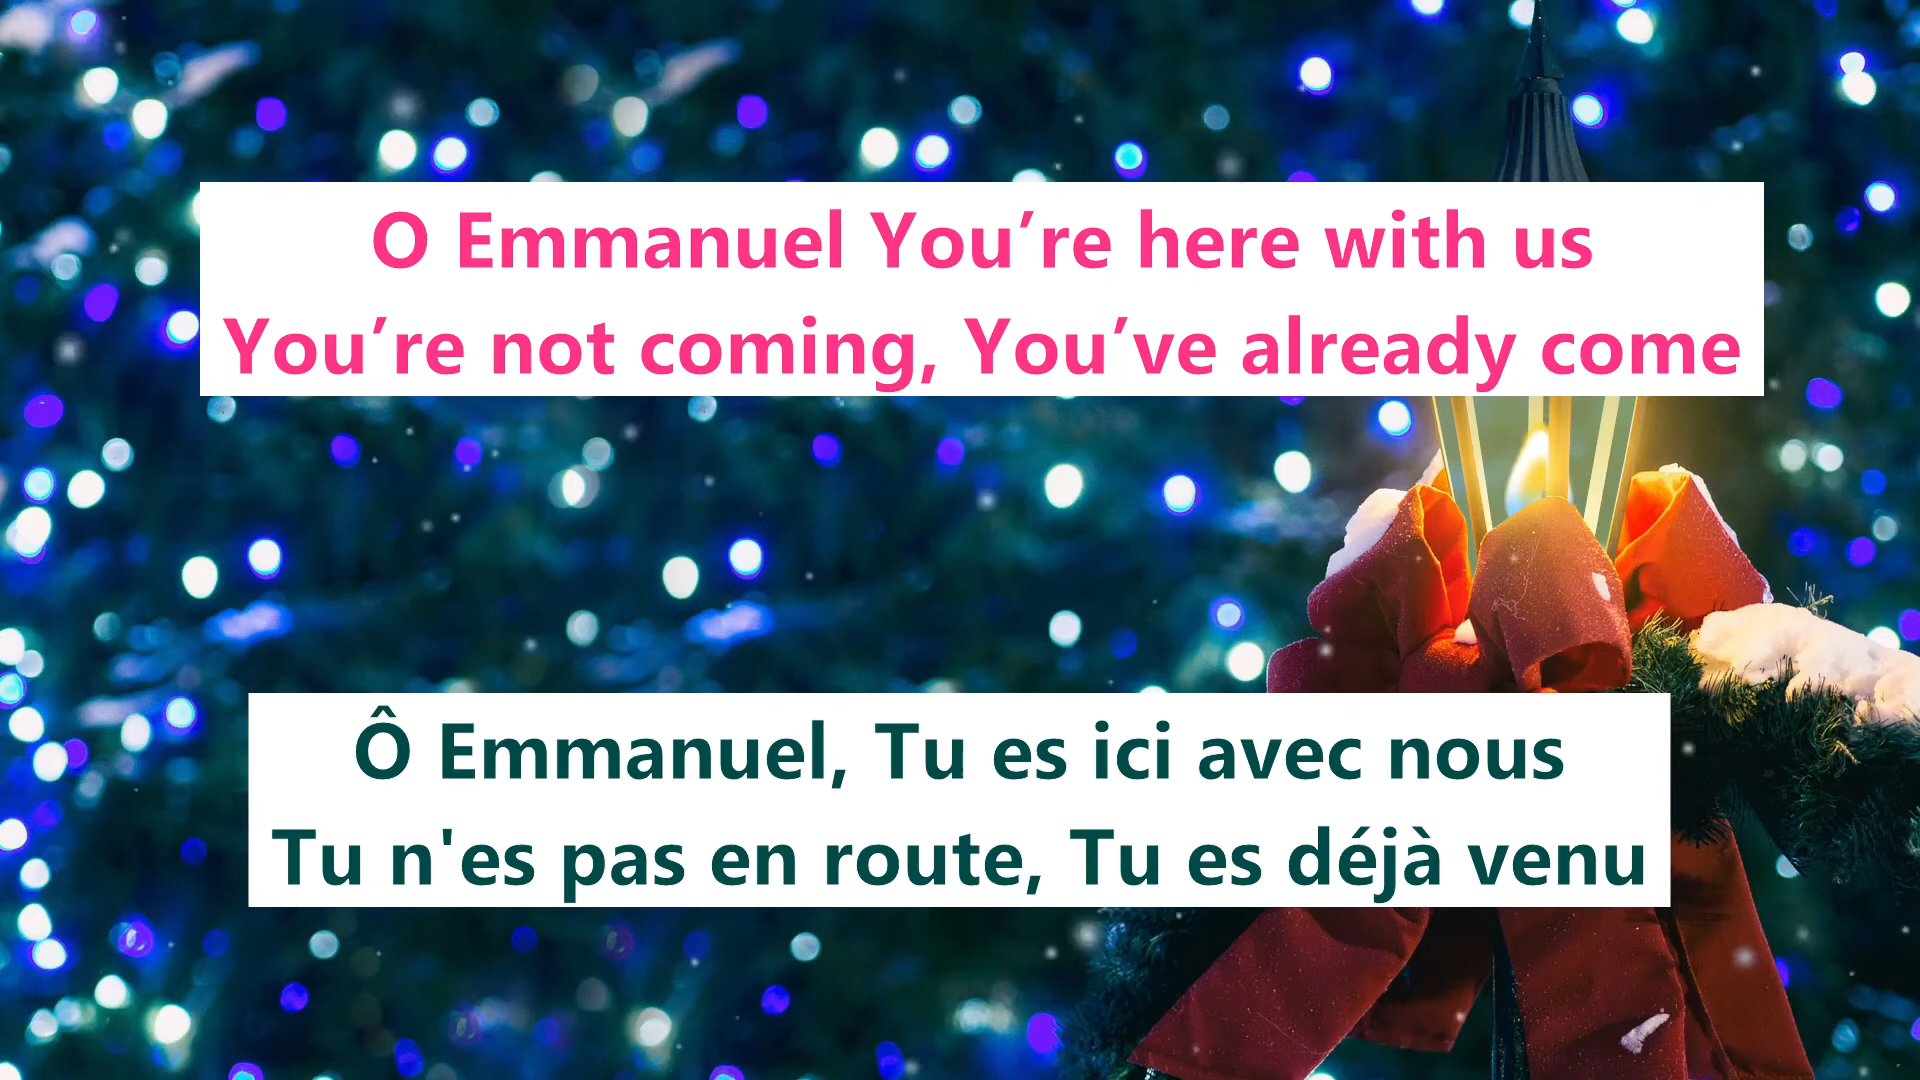 O Emmanuel You’re here with us
You’re not coming, You’ve already come
Ô Emmanuel, Tu es ici avec nous
Tu n'es pas en route, Tu es déjà venu